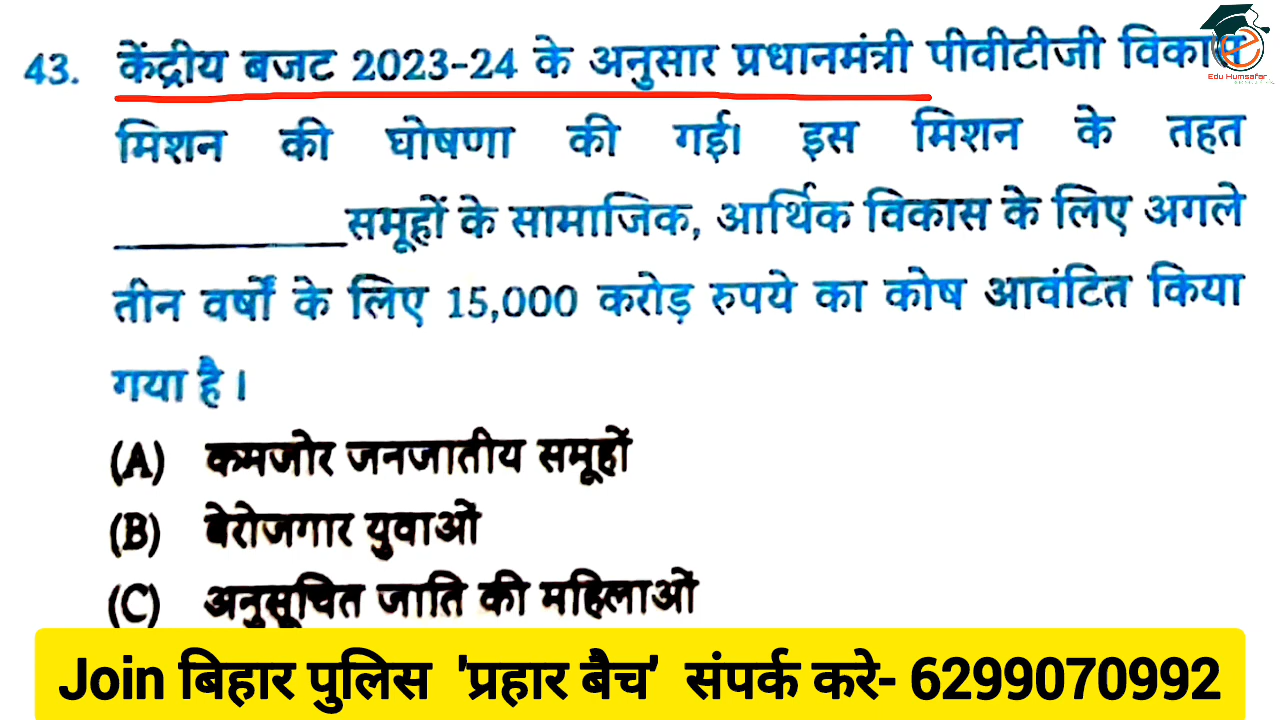 43. केंद्रीय बजट 2023-24 के अनुसार प्रधानमंत्री पीवीटीजी विकास
Edu Humsafar
मिशन की घोषणा की गई। इस मिशन के तहत
__________समूहों के सामाजिक, आर्थिक विकास के लिए अगले
तीन वर्षों के लिए 15,000 करोड़ रुपये का कोष आवंटित किया
गया है।
(A) कमजोर जनजातीय समूहों
(B) बेरोजगार युवाओं
(C) अनुसूचित जाति की महिलाओं
Join बिहार पुलिस 'प्रहार बैच' संपर्क करे- 6299070992